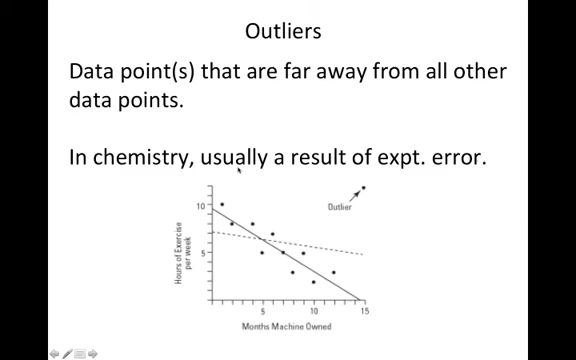 Outliers
Data point(s) that are far away from all other
data points.
In chemistry, usually a result of expt. error.
10
Outlier
5
Hours of Exercise
per week
5
10
15
Months Machine Owned